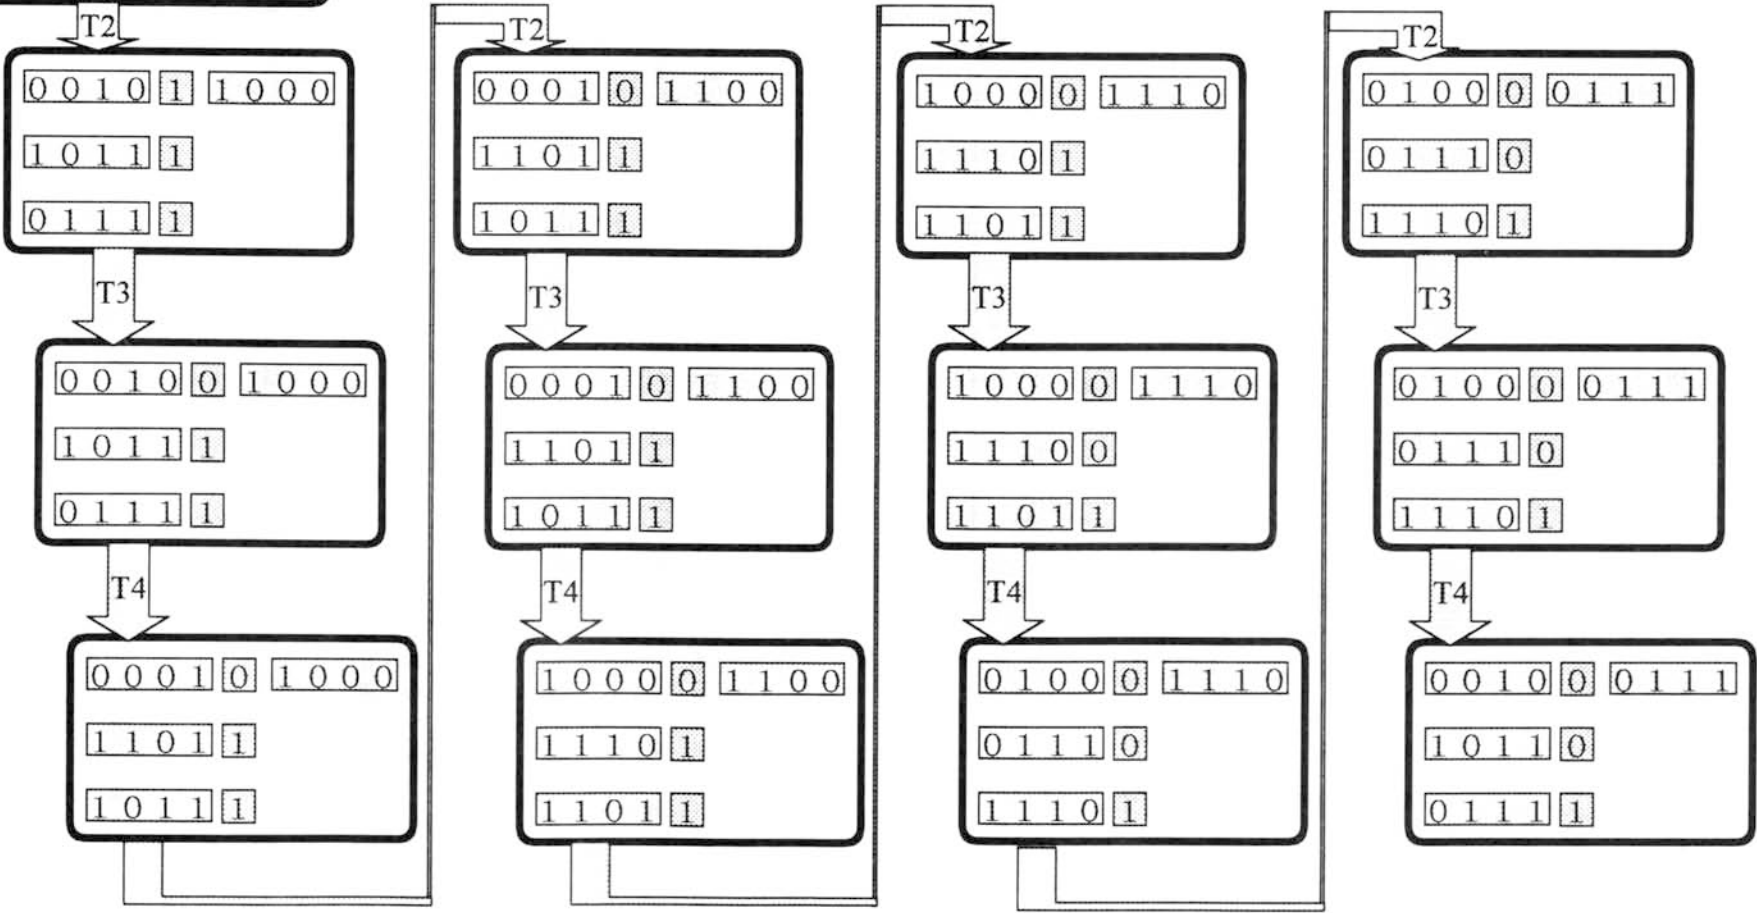 T2
0 0 1 0 1 1 0 0 0
1 0 1 1 1
0 1 1 1 1
T3
0 0 1 0 0 1 0 0 0
1 0 1 1 1
0 1 1 1 1
T4
0 0 0 1 0 1 0 0 0
1 1 0 1 1
1 0 1 1 1
T2
0 0 0 1 0 1 1 0 0
1 1 0 1 1
1 0 1 1 1
T3
0 0 0 1 0 1 1 0 0
1 1 0 1 1
1 0 1 1 1
T4
1 0 0 0 0 1 1 0 0
1 1 1 0 1
1 1 0 1 1
T2
1 0 0 0 0 1 1 1 0
1 1 1 0 1
1 1 0 1 1
T3
1 0 0 0 0 1 1 1 0
1 1 1 0 0
1 1 0 1 1
T4
0 1 0 0 0 1 1 1 0
0 1 1 1 0
1 1 1 0 1
T2
0 1 0 0 0 0 1 1 1
0 1 1 1 0
1 1 1 0 1
T3
0 1 0 0 0 0 1 1 1
0 1 1 1 0
1 1 1 0 1
T4
0 0 1 0 0 0 1 1 1
1 0 1 1 0
0 1 1 1 1